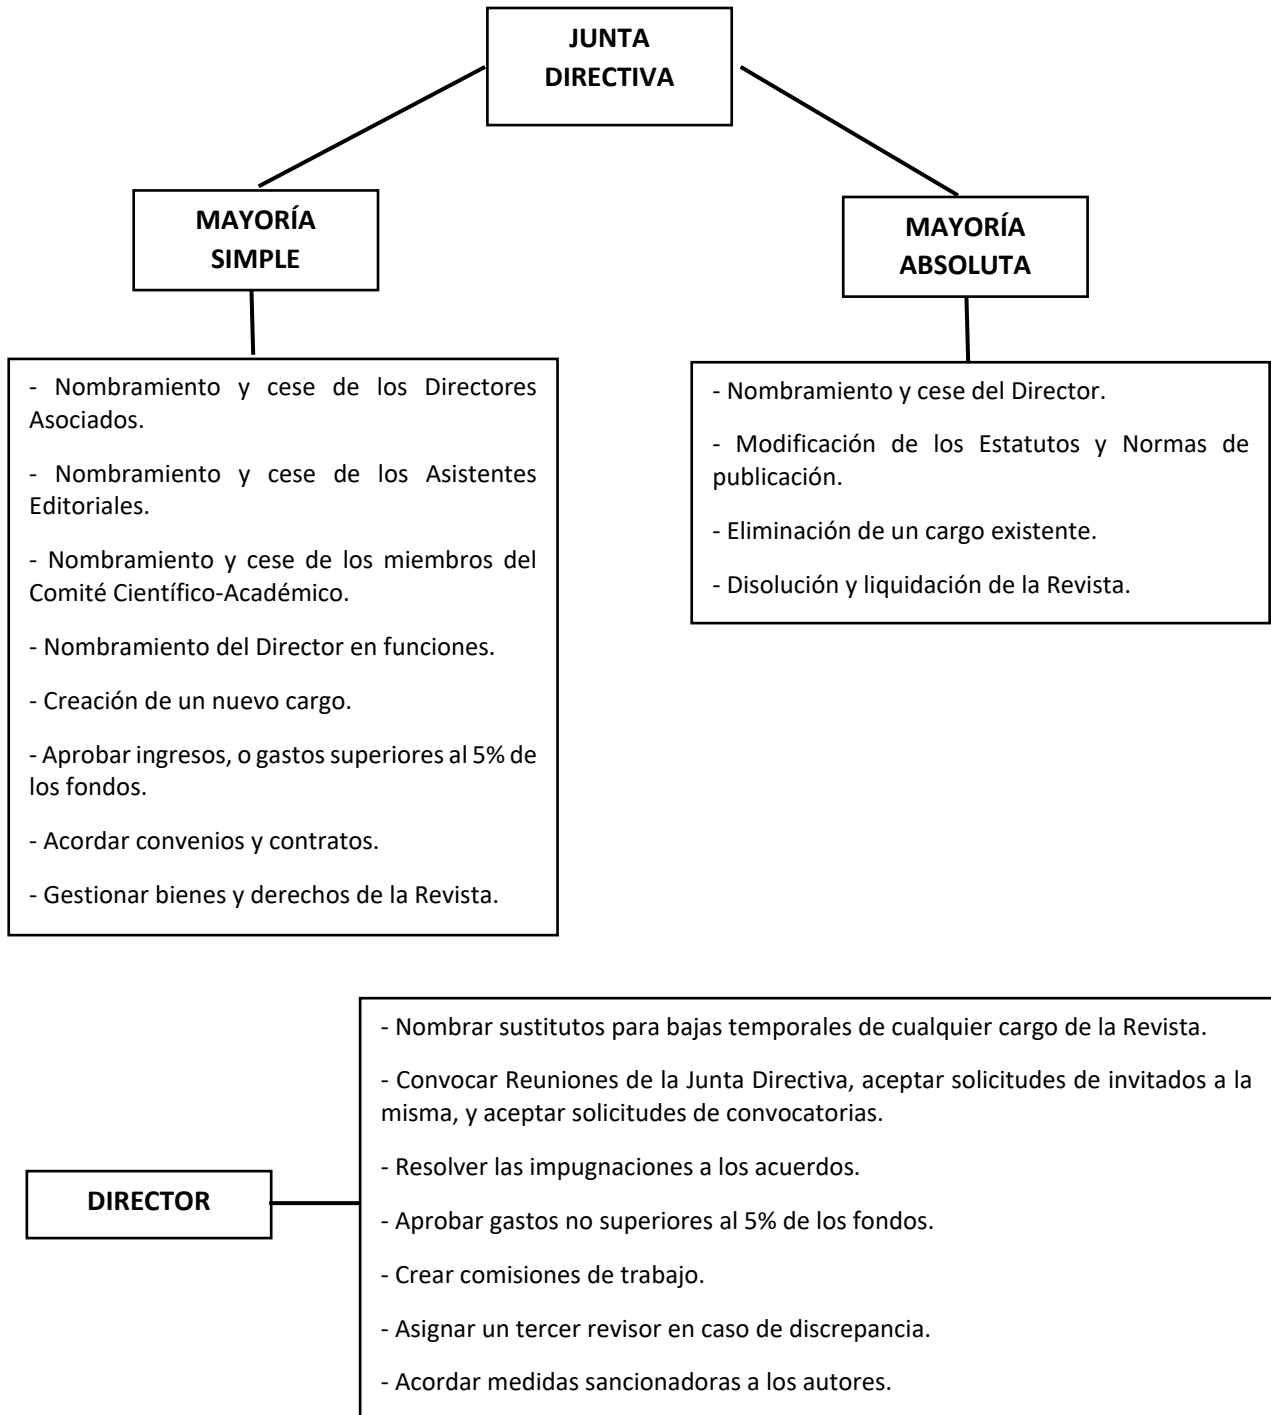 JUNTA
DIRECTIVA
MAYORÍA
SIMPLE
MAYORÍA
ABSOLUTA
- Nombramiento y cese de los Directores
Asociados.
- Nombramiento y cese de los Asistentes
Editoriales.
- Nombramiento y cese de los miembros del
Comité Científico-Académico.
- Nombramiento del Director en funciones.
- Creación de un nuevo cargo.
- Aprobar ingresos, o gastos superiores al 5% de
los fondos.
- Acordar convenios y contratos.
- Gestionar bienes y derechos de la Revista.
- Nombramiento y cese del Director.
- Modificación de los Estatutos y Normas de
publicación.
- Eliminación de un cargo existente.
- Disolución y liquidación de la Revista.
DIRECTOR
- Nombrar sustitutos para bajas temporales de cualquier cargo de la Revista.
- Convocar Reuniones de la Junta Directiva, aceptar solicitudes de invitados a la
misma, y aceptar solicitudes de convocatorias.
- Resolver las impugnaciones a los acuerdos.
- Aprobar gastos no superiores al 5% de los fondos.
- Crear comisiones de trabajo.
- Asignar un tercer revisor en caso de discrepancia.
- Acordar medidas sancionadoras a los autores.